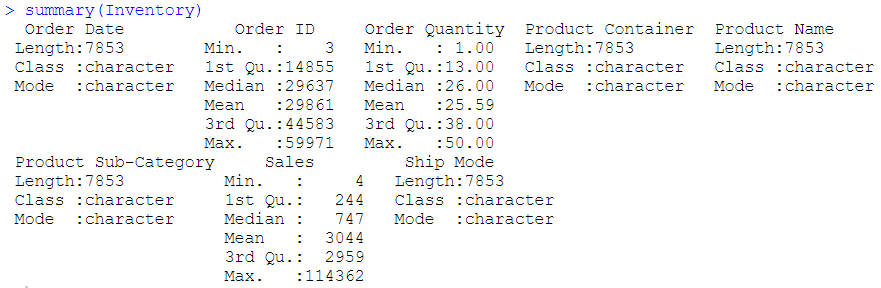 > summary(Inventory)
  Order Date           Order ID     Order Quantity  Product Container  Product Name
 Length:7853        Min.   :    3   Min.   : 1.00   Length:7853        Length:7853
 Class :character   1st Qu.:14855   1st Qu.:13.00   Class :character   Class :character
 Mode  :character   Median :29637   Median :26.00   Mode  :character   Mode  :character
                    Mean   :29861   Mean   :25.59
                    3rd Qu.:44583   3rd Qu.:38.00
                    Max.   :59971   Max.   :50.00
 Product Sub-Category     Sales         Ship Mode
 Length:7853          Min.   :     4   Length:7853
 Class :character     1st Qu.:   244   Class :character
 Mode  :character     Median :   747   Mode  :character
                      Mean   :  3044
                      3rd Qu.:  2959
                      Max.   :114362